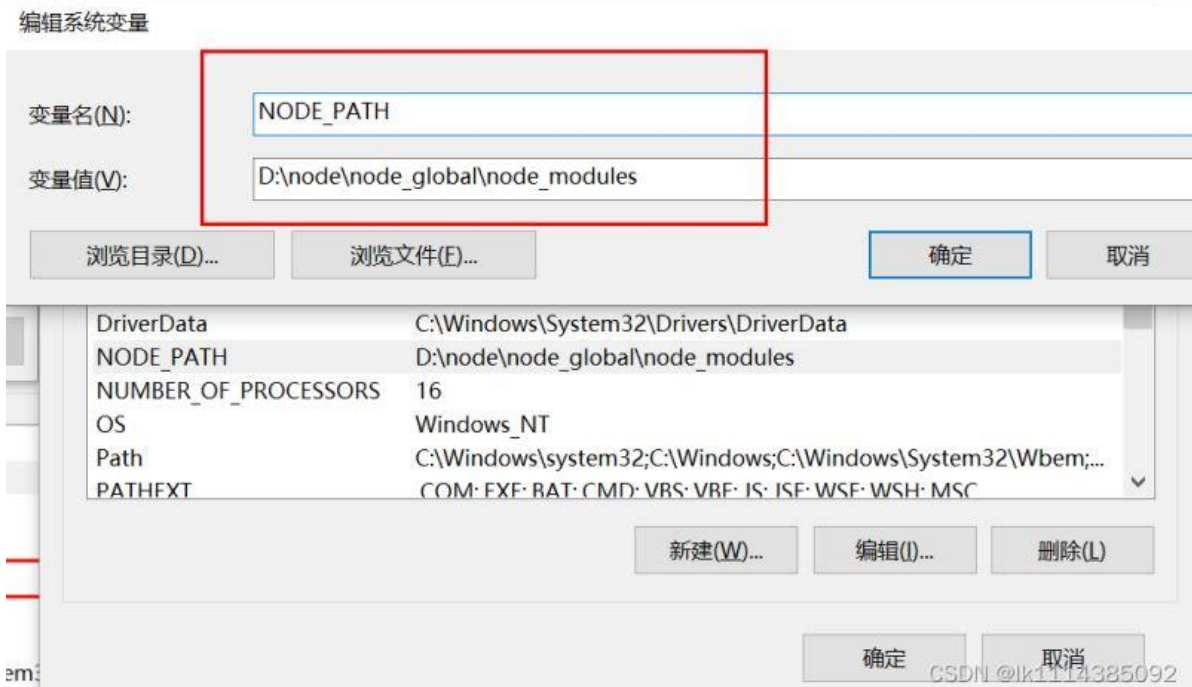 编辑系统变量
变量名(N): NODE_PATH
变量值(V): D:\node\node_global\node_modules
浏览目录(D)... 浏览文件(F)... 确定 取消
DriverData C:\Windows\System32\Drivers\DriverData
NODE_PATH D:\node\node_global\node_modules
NUMBER_OF_PROCESSORS 16
OS Windows_NT
Path C:\Windows\system32;C:\Windows;C:\Windows\System32\Wbem;...
PATHEXT .COM;.EXE;.BAT;.CMD;.VBS;.VBE;.JS;.JSE;.WSF;.WSH;.MSC
新建(W)... 编辑(I)... 删除(L)
确定 取消
em
CSDN @lk1114385092